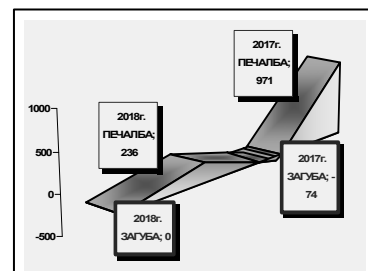 2017г.
ПЕЧАЛБА;
971
2018г.
ПЕЧАЛБА;
236
1000
500
0
-500
2017г.
ЗАГУБА; -
74
2018г.
ЗАГУБА; 0